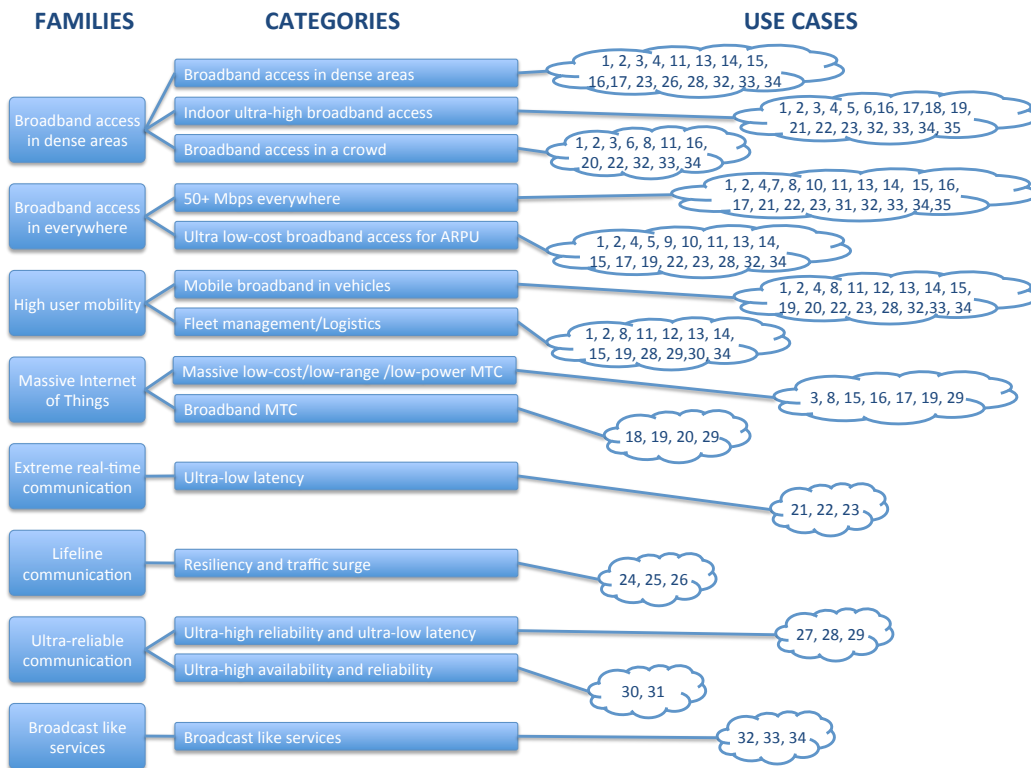 FAMILIES
CATEGORIES
USE CASES
Broadband access
in dense areas
Broadband access in dense areas
1, 2, 3, 4, 11, 13, 14, 15,
16,17, 23, 26, 28, 32, 33, 34
Indoor ultra-high broadband access
1, 2, 3, 4, 5, 6,16, 17,18, 19,
21, 22, 23, 32, 33, 34, 35
Broadband access in a crowd
1, 2, 3, 6, 8, 11, 16,
20, 22, 32, 33, 34
Broadband access
in everywhere
50+ Mbps everywhere
1, 2, 4,7, 8, 10, 11, 13, 14, 15, 16,
17, 21, 22, 23, 31, 32, 33, 34,35
Ultra low-cost broadband access for ARPU
1, 2, 4, 5, 9, 10, 11, 13, 14,
15, 17, 19, 22, 23, 28, 32, 34
High user mobility
Mobile broadband in vehicles
1, 2, 4, 8, 11, 12, 13, 14, 15,
19, 20, 22, 23, 28, 32,33, 34
Fleet management/Logistics
1, 2, 8, 11, 12, 13, 14,
15, 19, 28, 29,30, 34
Massive Internet
of Things
Massive low-cost/low-range /low-power MTC
3, 8, 15, 16, 17, 19, 29
Broadband MTC
18, 19, 20, 29
Extreme real-time
communication
Ultra-low latency
21, 22, 23
Lifeline
communication
Resiliency and traffic surge
24, 25, 26
Ultra-reliable
communication
Ultra-high reliability and ultra-low latency
27, 28, 29
Ultra-high availability and reliability
30, 31
Broadcast like
services
Broadcast like services
32, 33, 34